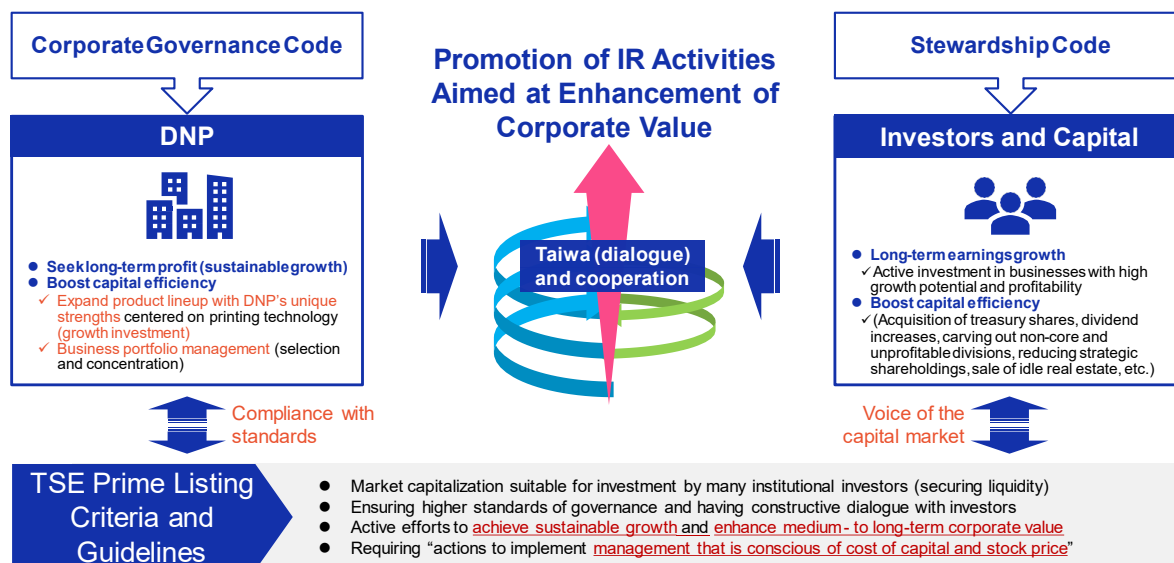 Corporate Governance Code
DNP
● Seek long-term profit (sustainable growth)
● Boost capital efficiency
✓ Expand product lineup with DNP's unique
strengths centered on printing technology
(growth investment)
✓ Business portfolio management (selection
and concentration)
Compliance with
standards
Promotion of IR Activities
Aimed at Enhancement of
Corporate Value
Taiwa (dialogue)
and cooperation
Stewardship Code
Investors and Capital
● Long-term earnings growth
✓ Active investment in businesses with high
growth potential and profitability
● Boost capital efficiency
✓ (Acquisition of treasury shares, dividend
increases, carving out non-core and
unprofitable divisions, reducing strategic
shareholdings, sale of idle real estate, etc.)
Voice of the
capital market
TSE Prime Listing
Criteria and
Guidelines
● Market capitalization suitable for investment by many institutional investors (securing liquidity)
● Ensuring higher standards of governance and having constructive dialogue with investors
● Active efforts to achieve sustainable growth and enhance medium- to long-term corporate value
● Requiring “actions to implement management that is conscious of cost of capital and stock price”